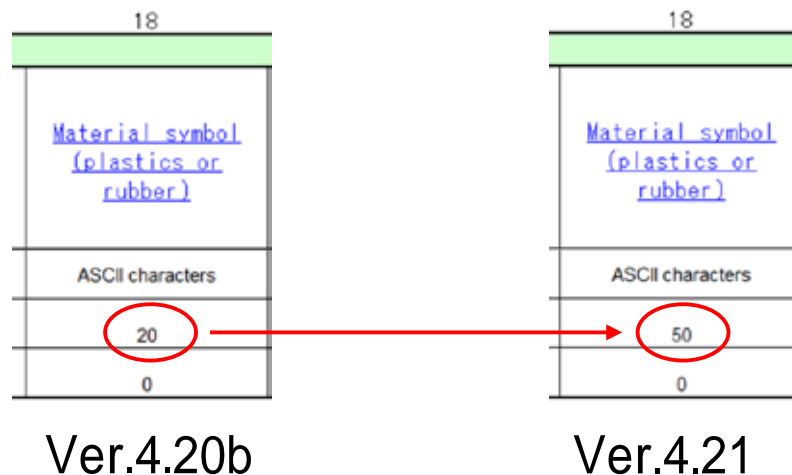 18
Material symbol
(plastics or
rubber)
ASCII characters
20
0
Ver.4.20b
18
Material symbol
(plastics or
rubber)
ASCII characters
50
0
Ver.4.21